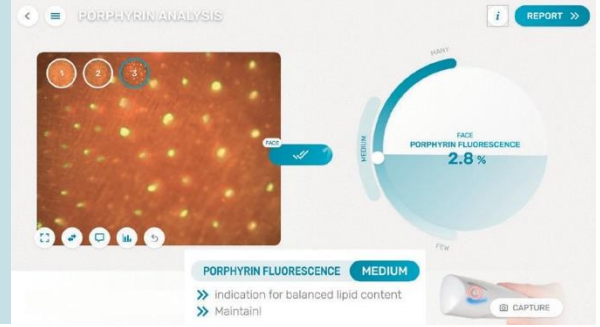 PORPHYRIN ANALYSIS
i
REPORT
1
2
3
FACE
MANY
MEDIUM
FEW
FACE
PORPHYRIN FLUORESCENCE
2.8 %
PORPHYRIN FLUORESCENCE MEDIUM
indication for balanced lipid content
Maintain!
CAPTURE